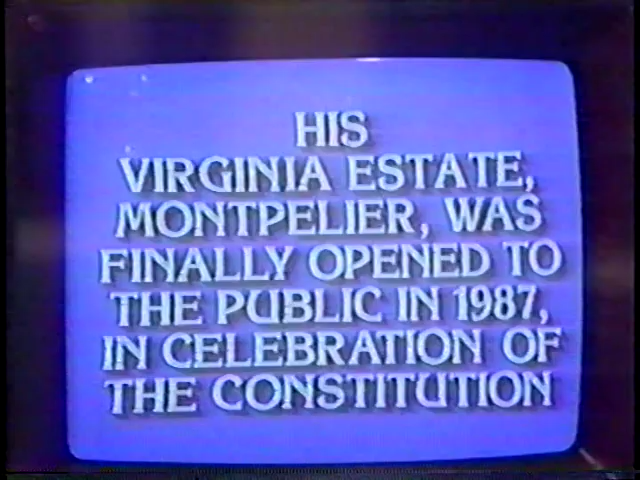 HIS
VIRGINIA ESTATE,
MONTPELIER, WAS
FINALLY OPENED TO
THE PUBLIC IN 1987,
IN CELEBRATION OF
THE CONSTITUTION